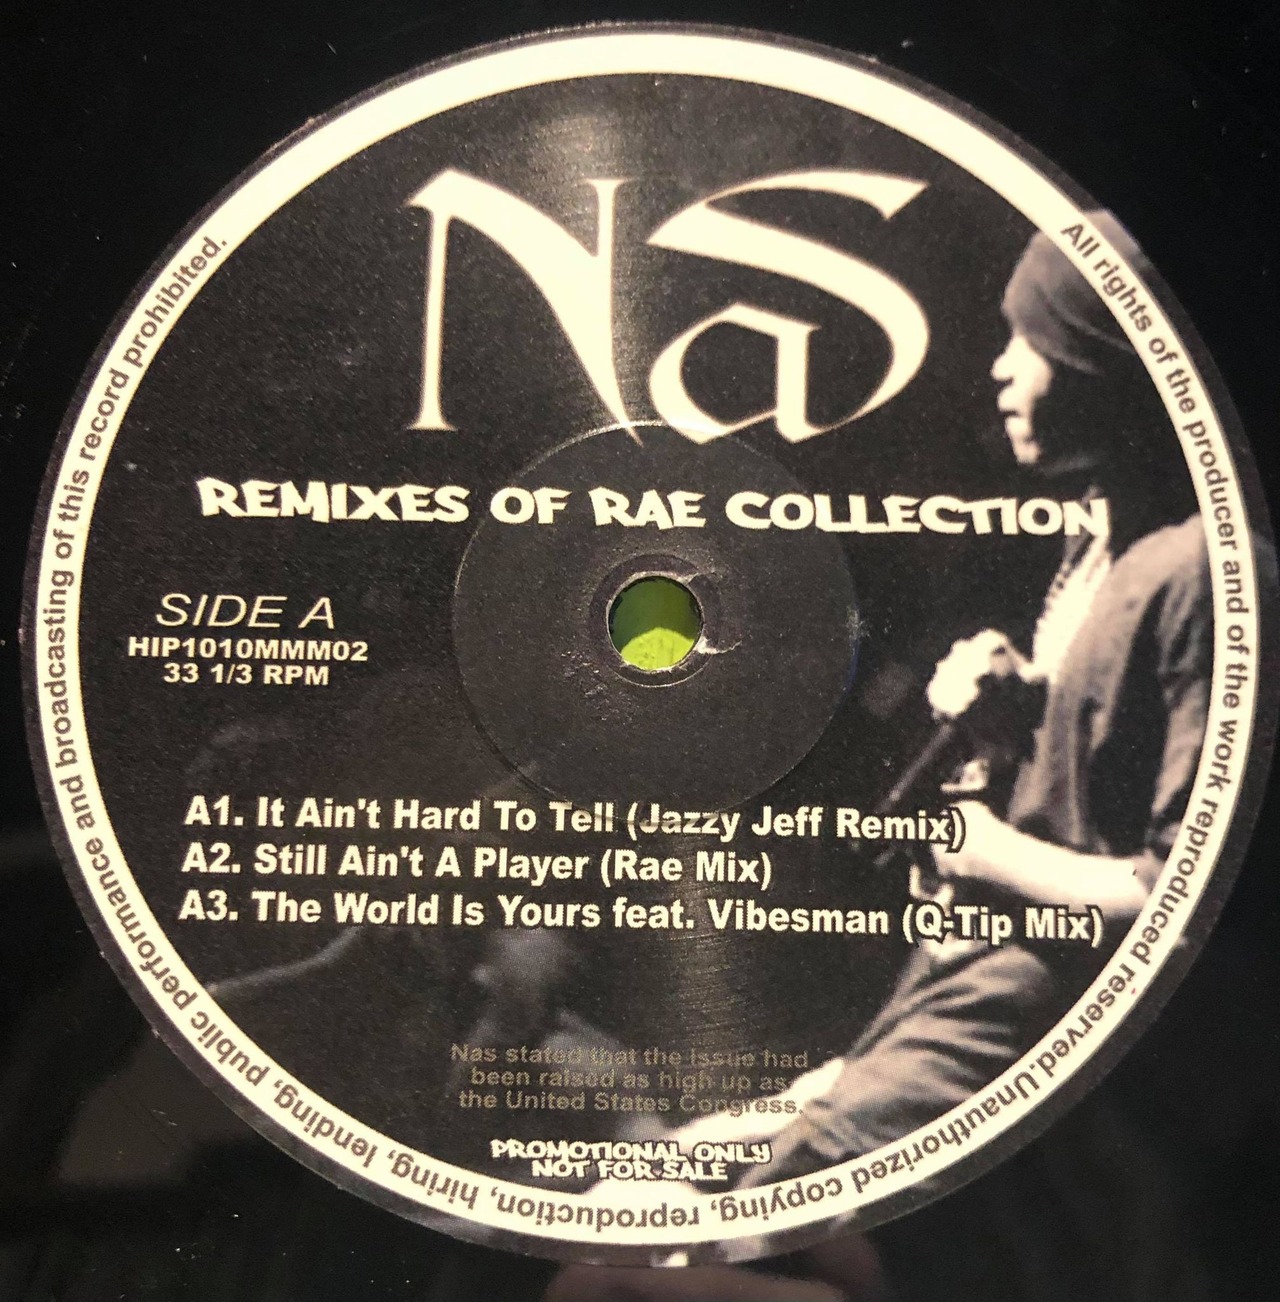 NaS
REMIXES OF RAE COLLECTION
SIDE A
HIP1010MMM02
33 1/3 RPM
A1. It Ain't Hard To Tell (Jazzy Jeff Remix)
A2. Still Ain't A Player (Rae Mix)
A3. The World Is Yours feat. Vibesman (Q-Tip Mix)
Nas stated that the issue had
been raised as high up as
the United States Congress.
PROMOTIONAL ONLY
NOT FOR SALE
All rights of the producer and of the work reproduced reserved.Unauthorized copying, reproduction, hiring, lending, public performance and broadcasting of this record prohibited.